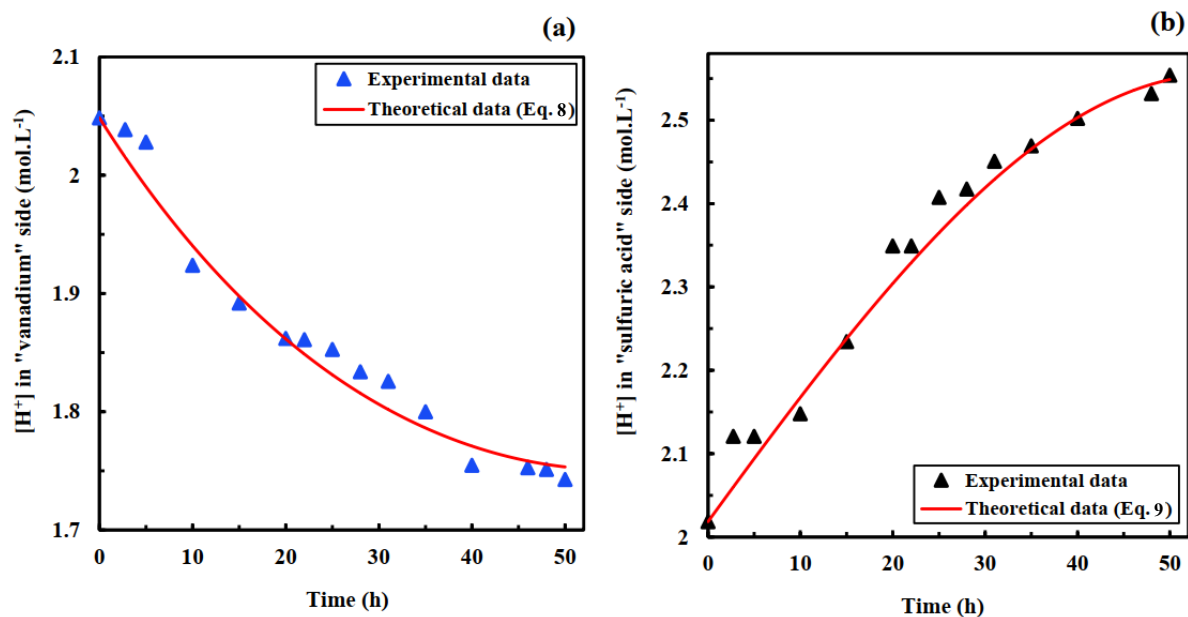 (a)
2.1
2
1.9
1.8
1.7
[H⁺] in "vanadium" side (mol.L⁻¹)
Experimental data
Theoretical data (Eq. 8)
0 10 20 30 40 50
Time (h)
(b)
2.5
2.4
2.3
2.2
2.1
2
[H⁺] in "sulfuric acid" side (mol.L⁻¹)
Experimental data
Theoretical data (Eq. 9)
0 10 20 30 40 50
Time (h)